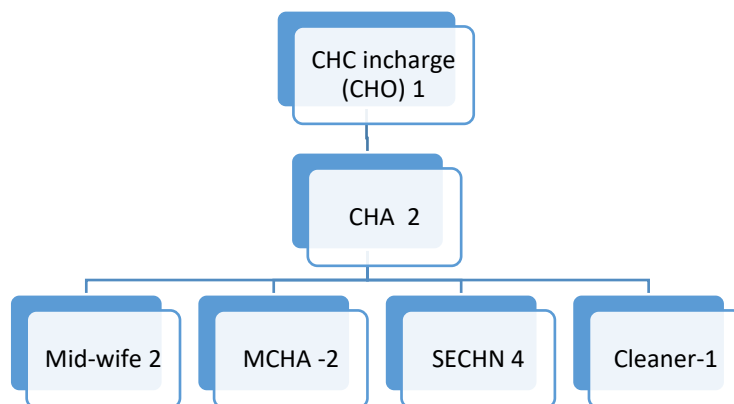 CHC incharge
(CHO) 1
CHA 2
Mid-wife 2
MCHA -2
SECHN 4
Cleaner-1